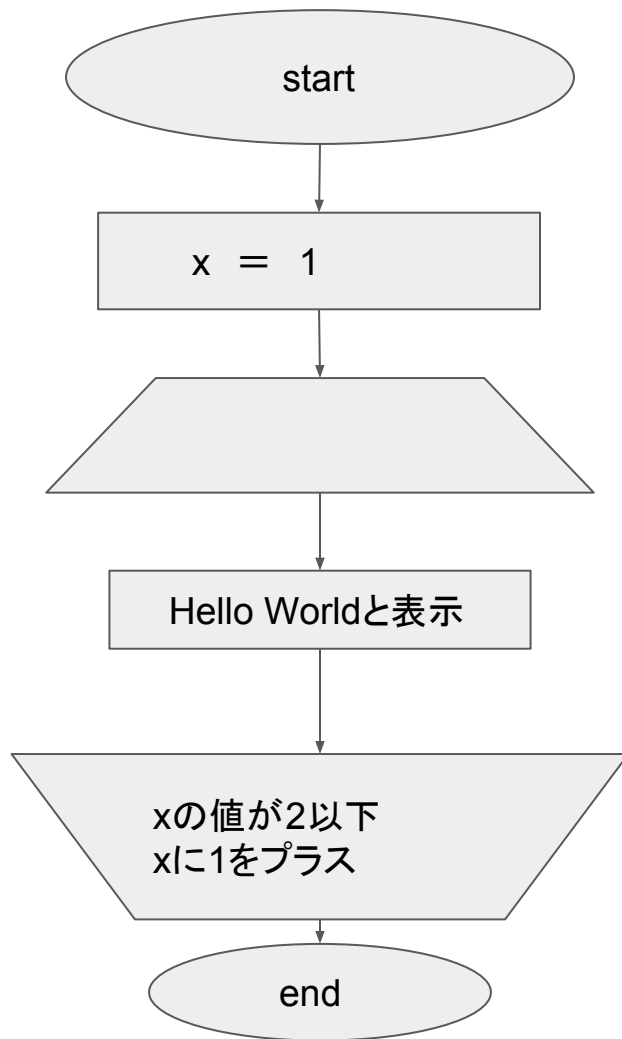 start
x ＝ 1
Hello Worldと表示
xの値が2以下
xに1をプラス
end